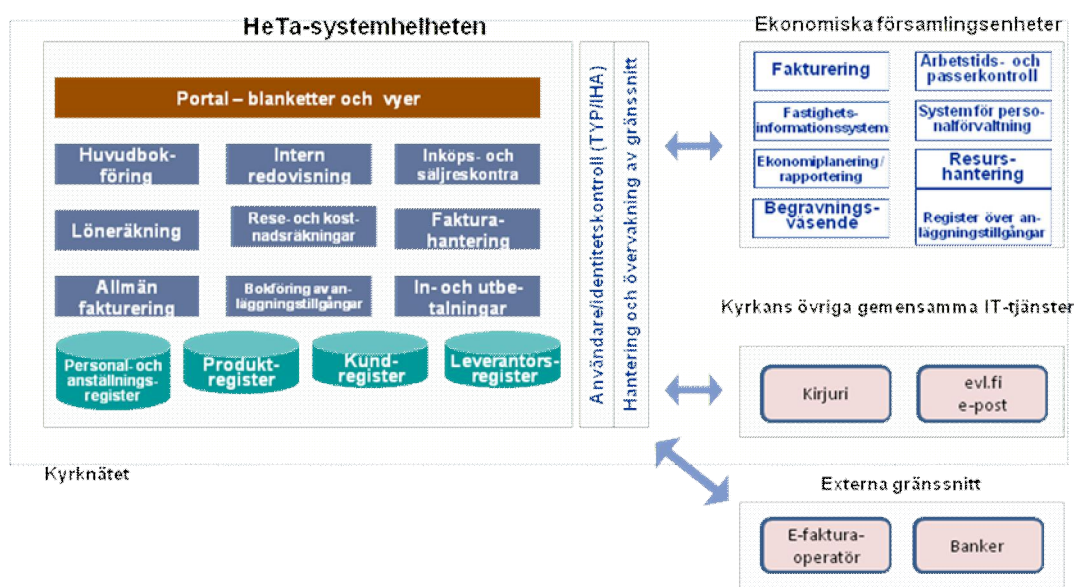 HeTa-systemhelheten
Portal – blanketter och vyer
Huvudbok-
föring
Intern
redovisning
Inköps- och
säljreskontra
Löneräkning
Rese- och kost-
nadsräkningar
Faktura-
hantering
Allmän
fakturering
Bokföring av an-
läggningstillgångar
In- och utbe-
talningar
Personal- och
anställnings-
register
Produkt-
register
Kund-
register
Leverantörs-
register
Användare/identitetskontroll (TYP/IHA)
Hantering och övervakning av gränssnitt
Kyrknätet
Ekonomiska församlingsenheter
Fakturering
Arbetstids- och
passerkontroll
Fastighets-
informationssystem
System för perso-
nalförvaltning
Ekonomiplanering/
rapportering
Resurs-
hantering
Begravnings-
väsende
Register över an-
läggningstillgångar
Kyrkans övriga gemensamma IT-tjänster
Kirjuri
evl.fi
e-post
Externa gränssnitt
E-faktura-
operatör
Banker